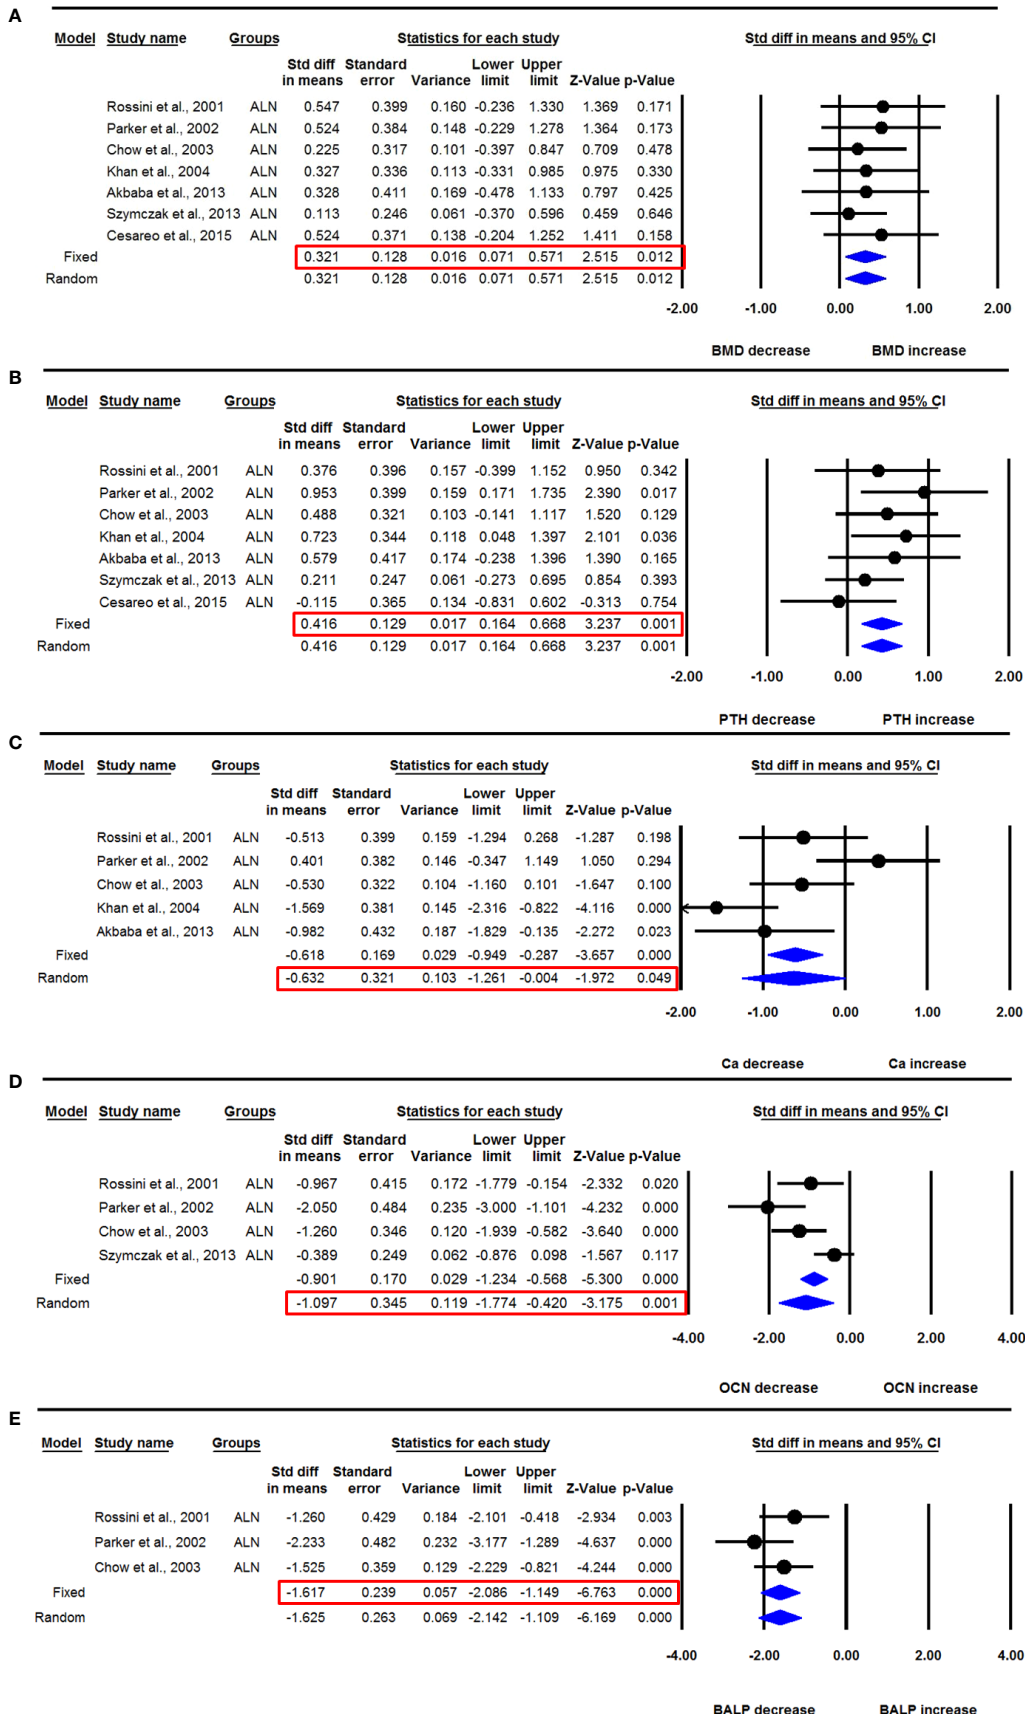 A
Model Study name Groups Statistics for each study Std diff in means and 95% CI
Std diff Standard Lower Upper
in means error Variance limit limit Z-Value p-Value
Rossini et al., 2001 ALN 0.547 0.399 0.160 -0.236 1.330 1.369 0.171
Parker et al., 2002 ALN 0.524 0.384 0.148 -0.229 1.278 1.364 0.173
Chow et al., 2003 ALN 0.225 0.317 0.101 -0.397 0.847 0.709 0.478
Khan et al., 2004 ALN 0.327 0.336 0.113 -0.331 0.985 0.975 0.330
Akbaba et al., 2013 ALN 0.328 0.411 0.169 -0.478 1.133 0.797 0.425
Szymczak et al., 2013 ALN 0.113 0.246 0.061 -0.370 0.596 0.459 0.646
Cesareo et al., 2015 ALN 0.524 0.371 0.138 -0.204 1.252 1.411 0.158
Fixed 0.321 0.128 0.016 0.071 0.571 2.515 0.012
Random 0.321 0.128 0.016 0.071 0.571 2.515 0.012
-2.00 -1.00 0.00 1.00 2.00
BMD decrease BMD increase
B
Model Study name Groups Statistics for each study Std diff in means and 95% CI
Std diff Standard Lower Upper
in means error Variance limit limit Z-Value p-Value
Rossini et al., 2001 ALN 0.376 0.396 0.157 -0.399 1.152 0.950 0.342
Parker et al., 2002 ALN 0.953 0.399 0.159 0.171 1.735 2.390 0.017
Chow et al., 2003 ALN 0.488 0.321 0.103 -0.141 1.117 1.520 0.129
Khan et al., 2004 ALN 0.723 0.344 0.118 0.048 1.397 2.101 0.036
Akbaba et al., 2013 ALN 0.579 0.417 0.174 -0.238 1.396 1.390 0.165
Szymczak et al., 2013 ALN 0.211 0.247 0.061 -0.273 0.695 0.854 0.393
Cesareo et al., 2015 ALN -0.115 0.365 0.134 -0.831 0.602 -0.313 0.754
Fixed 0.416 0.129 0.017 0.164 0.668 3.237 0.001
Random 0.416 0.129 0.017 0.164 0.668 3.237 0.001
-2.00 -1.00 0.00 1.00 2.00
PTH decrease PTH increase
C
Model Study name Groups Statistics for each study Std diff in means and 95% CI
Std diff Standard Lower Upper
in means error Variance limit limit Z-Value p-Value
Rossini et al., 2001 ALN -0.513 0.399 0.159 -1.294 0.268 -1.287 0.198
Parker et al., 2002 ALN 0.401 0.382 0.146 -0.347 1.149 1.050 0.294
Chow et al., 2003 ALN -0.530 0.322 0.104 -1.160 0.101 -1.647 0.100
Khan et al., 2004 ALN -1.569 0.381 0.145 -2.316 -0.822 -4.116 0.000
Akbaba et al., 2013 ALN -0.982 0.432 0.187 -1.829 -0.135 -2.272 0.023
Fixed -0.618 0.169 0.029 -0.949 -0.287 -3.657 0.000
Random -0.632 0.321 0.103 -1.261 -0.004 -1.972 0.049
-2.00 -1.00 0.00 1.00 2.00
Ca decrease Ca increase
D
Model Study name Groups Statistics for each study Std diff in means and 95% CI
Std diff Standard Lower Upper
in means error Variance limit limit Z-Value p-Value
Rossini et al., 2001 ALN -0.967 0.415 0.172 -1.779 -0.154 -2.332 0.020
Parker et al., 2002 ALN -2.050 0.484 0.235 -3.000 -1.101 -4.232 0.000
Chow et al., 2003 ALN -1.260 0.346 0.120 -1.939 -0.582 -3.640 0.000
Szymczak et al., 2013 ALN -0.389 0.249 0.062 -0.876 0.098 -1.567 0.117
Fixed -0.901 0.170 0.029 -1.234 -0.568 -5.300 0.000
Random -1.097 0.345 0.119 -1.774 -0.420 -3.175 0.001
-4.00 -2.00 0.00 2.00 4.00
OCN decrease OCN increase
E
Model Study name Groups Statistics for each study Std diff in means and 95% CI
Std diff Standard Lower Upper
in means error Variance limit limit Z-Value p-Value
Rossini et al., 2001 ALN -1.260 0.429 0.184 -2.101 -0.418 -2.934 0.003
Parker et al., 2002 ALN -2.233 0.482 0.232 -3.177 -1.289 -4.637 0.000
Chow et al., 2003 ALN -1.525 0.359 0.129 -2.229 -0.821 -4.244 0.000
Fixed -1.617 0.239 0.057 -2.086 -1.149 -6.763 0.000
Random -1.625 0.263 0.069 -2.142 -1.109 -6.169 0.000
-4.00 -2.00 0.00 2.00 4.00
BALP decrease BALP increase